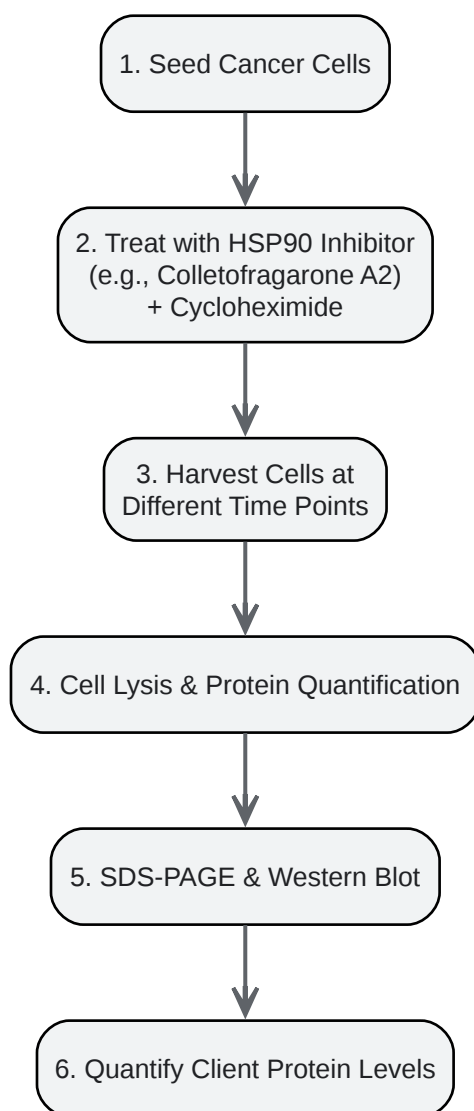 1. Seed Cancer Cells
2. Treat with HSP90 Inhibitor
(e.g., Colletofragarone A2)
+ Cycloheximide
3. Harvest Cells at
Different Time Points
4. Cell Lysis & Protein Quantification
5. SDS-PAGE & Western Blot
6. Quantify Client Protein Levels